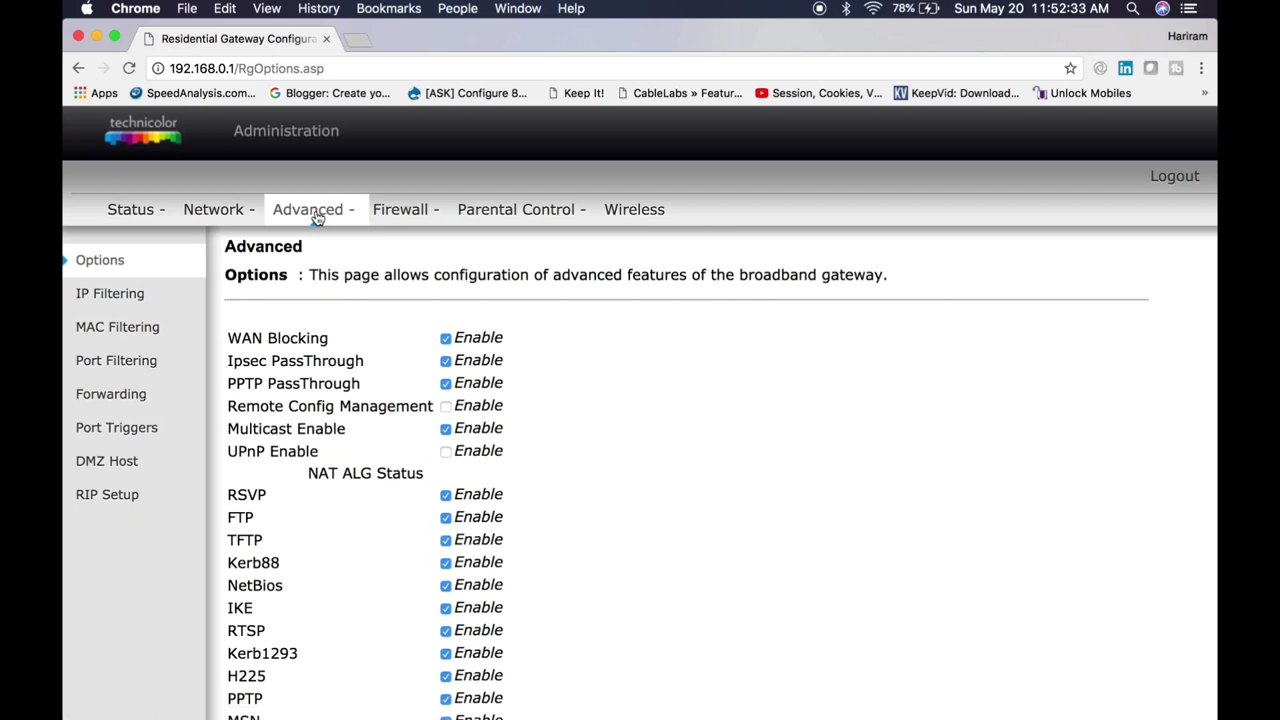 Chrome File Edit View History Bookmarks People Window Help 78% Sun May 20 11:52:33 AM
Residential Gateway Configura × Hariram
192.168.0.1/RgOptions.asp
Apps SpeedAnalysis.com... Blogger: Create yo... [ASK] Configure 8... Keep It! CableLabs » Featur... Session, Cookies, V... KeepVid: Download... Unlock Mobiles »
technicolor Administration
Logout
Status - Network - Advanced - Firewall - Parental Control - Wireless
Advanced
Options : This page allows configuration of advanced features of the broadband gateway.
Options
IP Filtering
MAC Filtering
Port Filtering
Forwarding
Port Triggers
DMZ Host
RIP Setup
WAN Blocking Enable
Ipsec PassThrough Enable
PPTP PassThrough Enable
Remote Config Management Enable
Multicast Enable Enable
UPnP Enable Enable
NAT ALG Status
RSVP Enable
FTP Enable
TFTP Enable
Kerb88 Enable
NetBios Enable
IKE Enable
RTSP Enable
Kerb1293 Enable
H225 Enable
PPTP Enable
MSN Enable